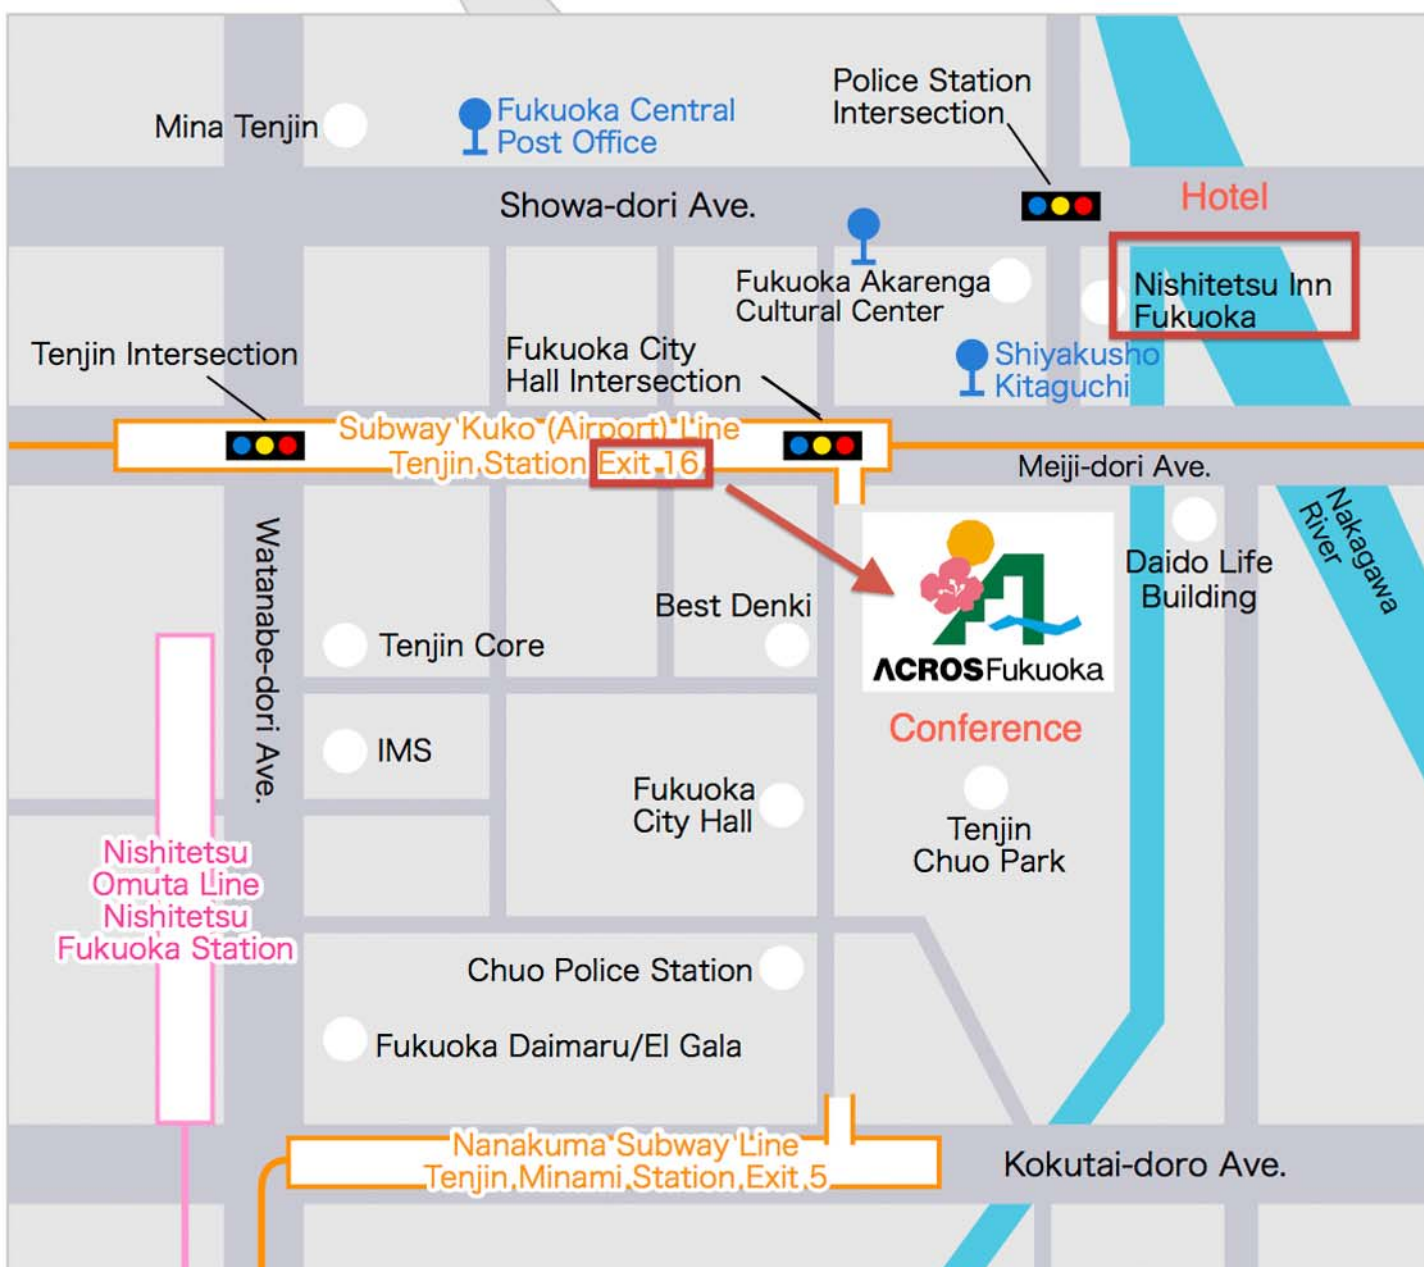 Mina Tenjin
Fukuoka Central
Post Office
Police Station
Intersection
Showa-dori Ave.
Hotel
Fukuoka Akarenga
Cultural Center
Nishitetsu Inn
Fukuoka
Tenjin Intersection
Fukuoka City
Hall Intersection
Shiyakusho
Kitaguchi
Subway Kuko (Airport) Line
Tenjin Station Exit 16
Meiji-dori Ave.
Nakagawa
River
Watanabe-dori Ave.
Daido Life
Building
Best Denki
Tenjin Core
ACROS Fukuoka
Conference
IMS
Fukuoka
City Hall
Tenjin
Chuo Park
Nishitetsu
Omuta Line
Nishitetsu
Fukuoka Station
Chuo Police Station
Fukuoka Daimaru/El Gala
Nanakuma Subway Line
Tenjin Minami Station Exit 5
Kokutai-doro Ave.